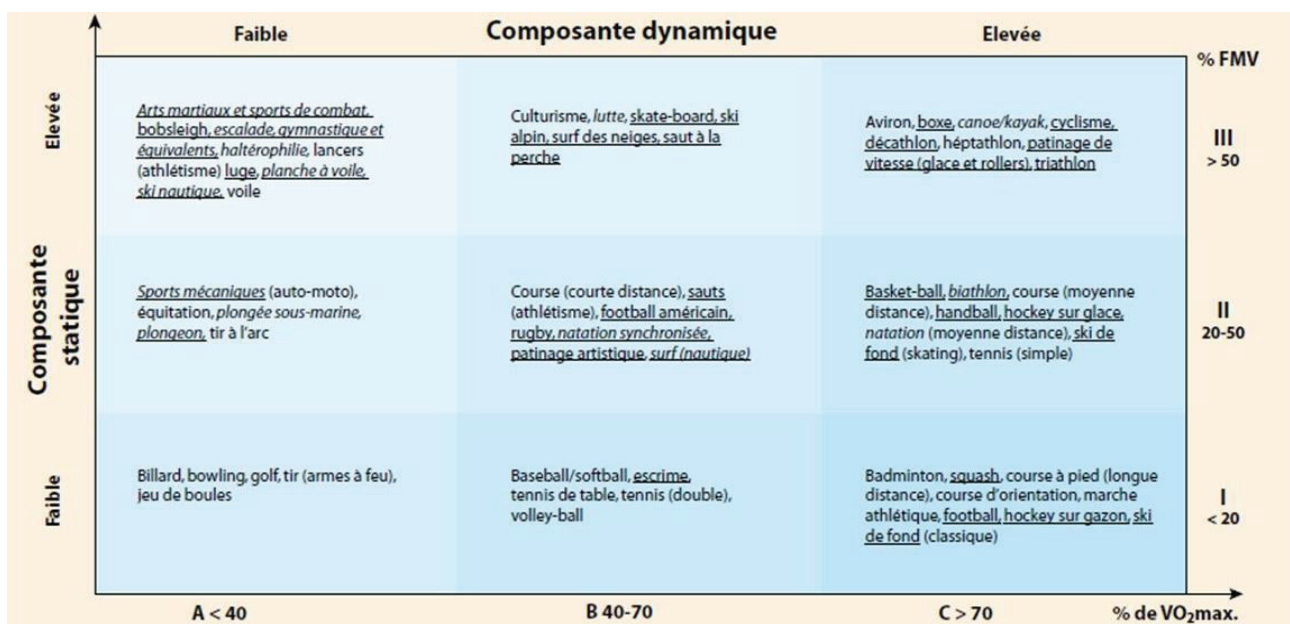 Faible Composante dynamique Elevée
% FMV
Elevée
Arts martiaux et sports de combat,
bobsleigh, escalade, gymnastique et
équivalents, haltérophilie, lancers
(athlétisme) luge, planche à voile,
ski nautique, voile
Culturisme, lutte, skate-board, ski
alpin, surf des neiges, saut à la
perche
Aviron, boxe, canoe/kayak, cyclisme,
décathlon, héptathlon, patinage de
vitesse (glace et rollers), triathlon
III
> 50
Composante
statique
Sports mécaniques (auto-moto),
équitation, plongée sous-marine,
plongeon, tir à l'arc
Course (courte distance), sauts
(athlétisme), football américain,
rugby, natation synchronisée,
patinage artistique, surf (nautique)
Basket-ball, biathlon, course (moyenne
distance), handball, hockey sur glace,
natation (moyenne distance), ski de
fond (skating), tennis (simple)
II
20-50
Faible
Billard, bowling, golf, tir (armes à feu),
jeu de boules
Baseball/softball, escrime,
tennis de table, tennis (double),
volley-ball
Badminton, squash, course à pied (longue
distance), course d'orientation, marche
athlétique, football, hockey sur gazon, ski
de fond (classique)
I
< 20
A < 40 B 40-70 C > 70 % de VO₂max.